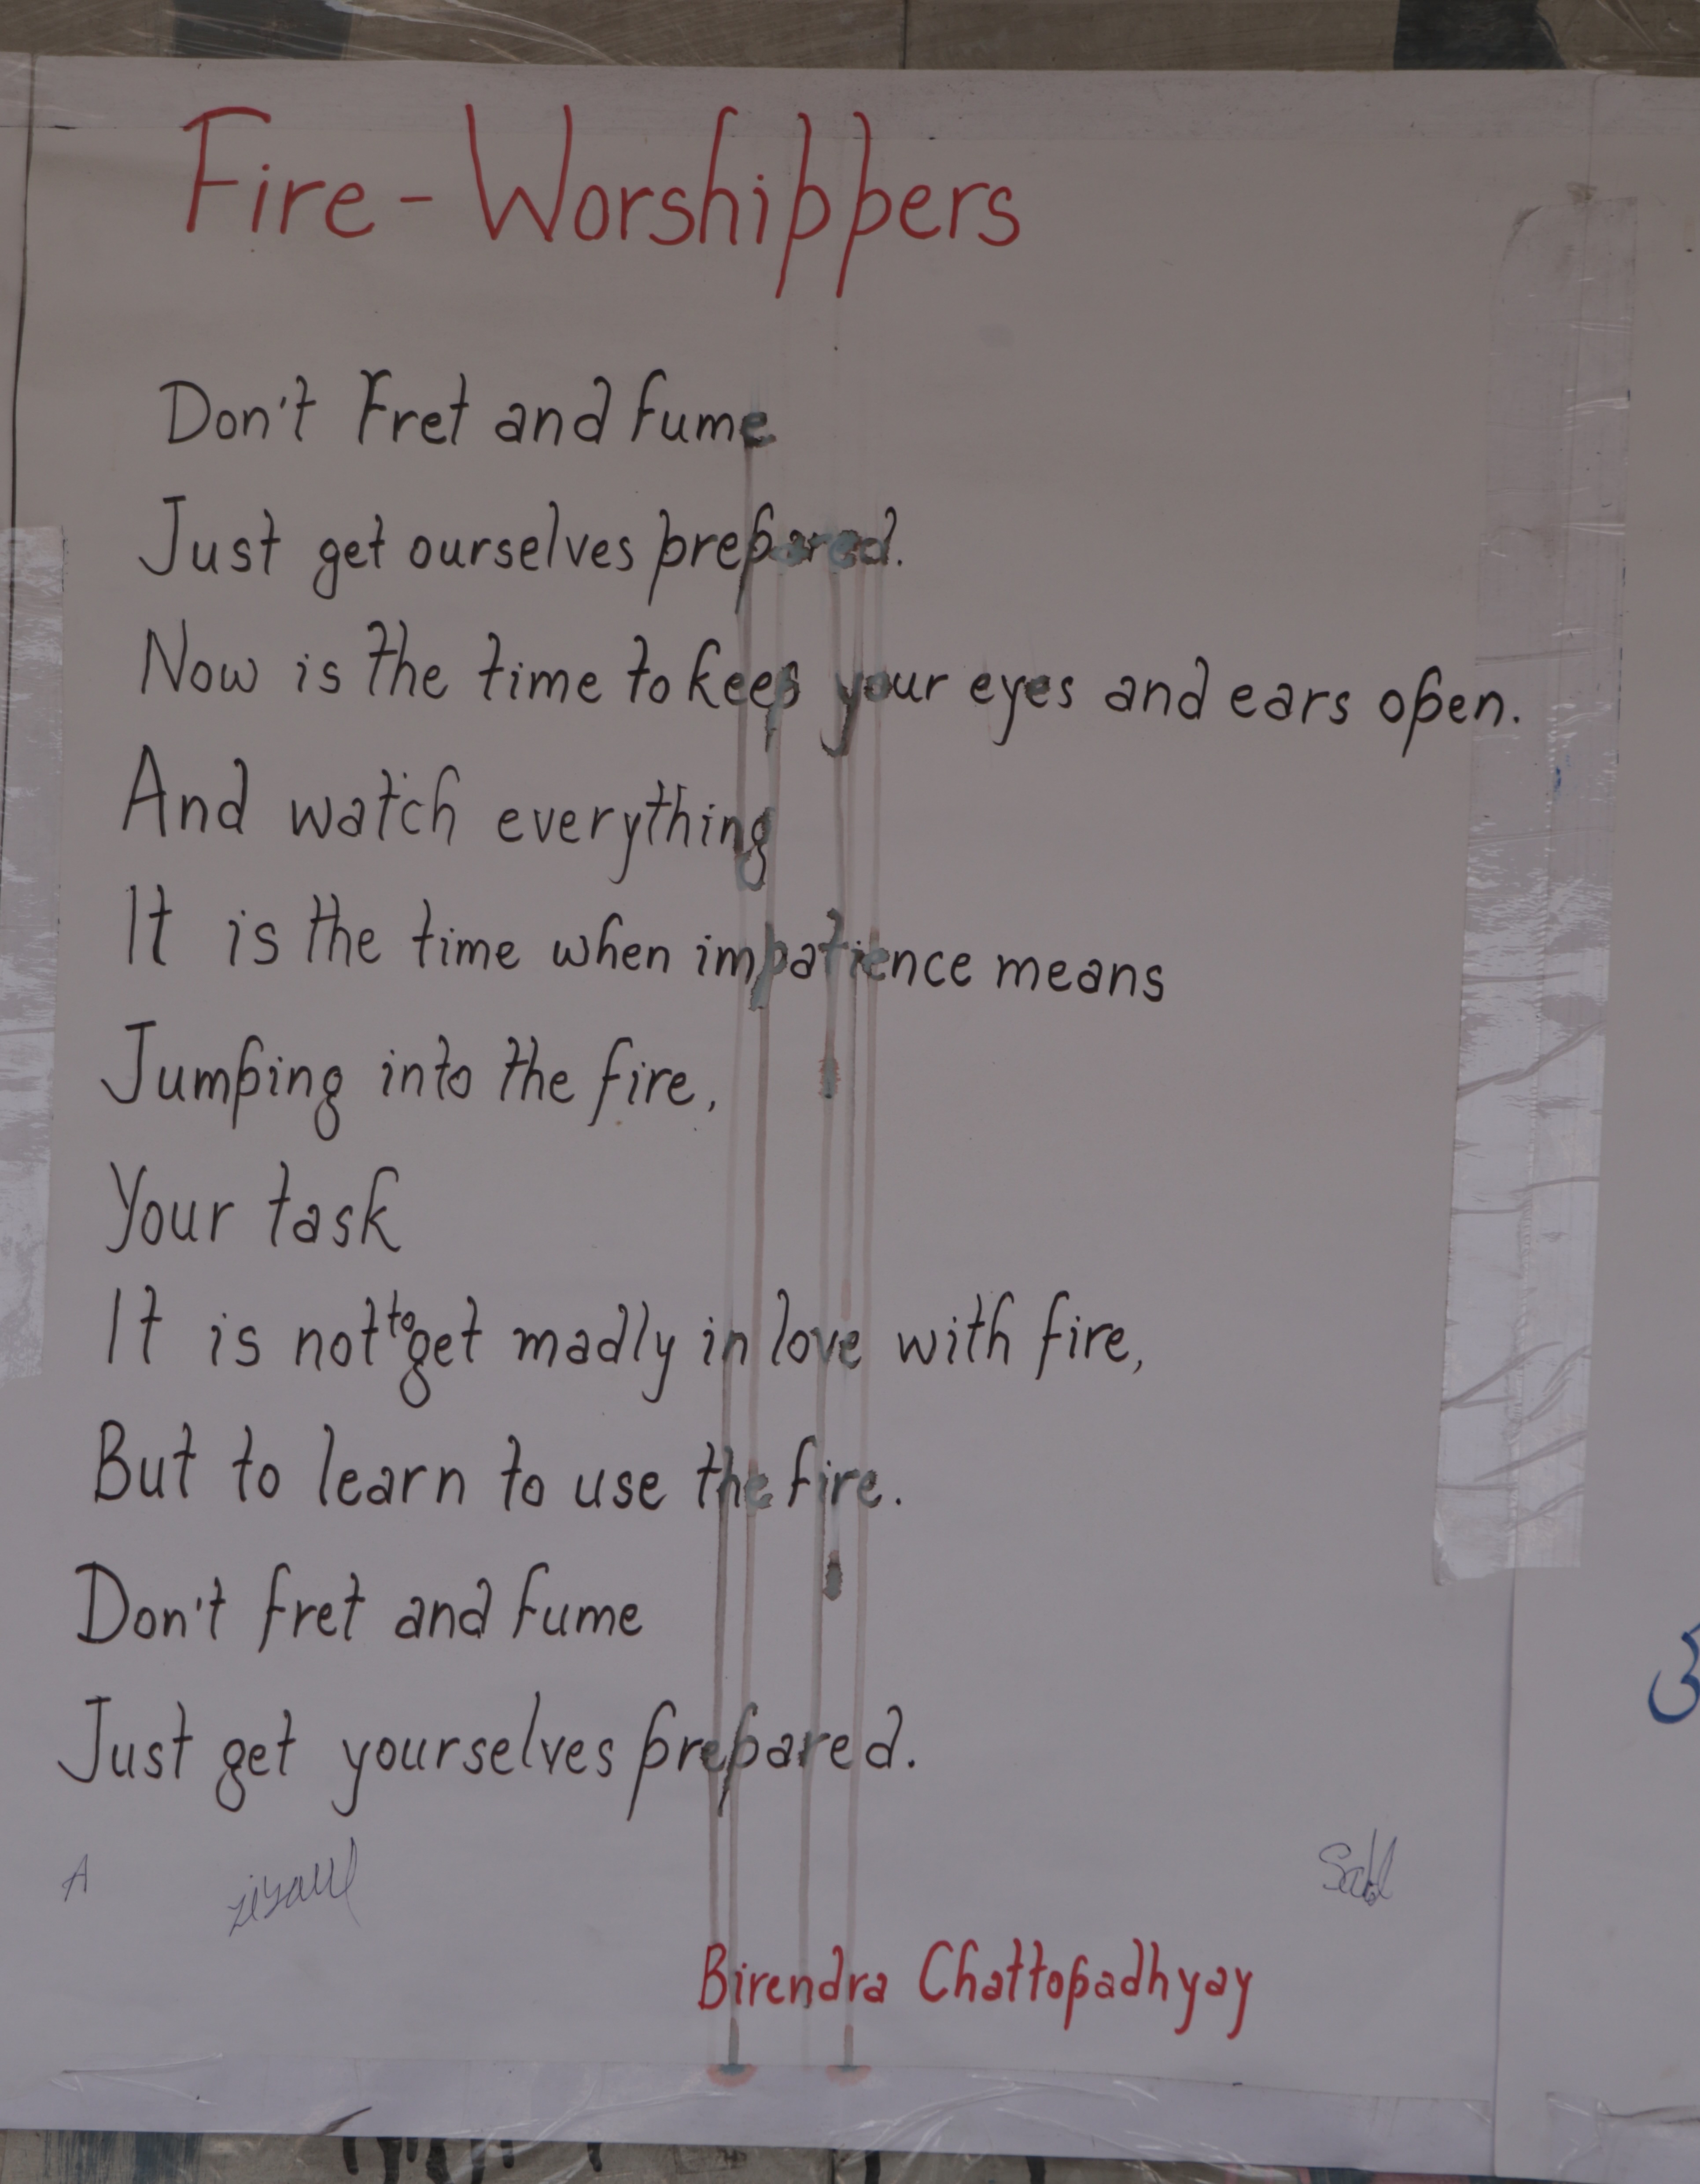 Fire-Worshippers
Don't Fret and fume
Just get ourselves prepared.
Now is the time to keep your eyes and ears open.
And watch everything
It is the time when impatience means
Jumping into the fire,
Your task
It is not to get madly in love with fire,
But to learn to use the fire.
Don't fret and fume
Just get yourselves prepared.
A
Birendra Chattopadhyay